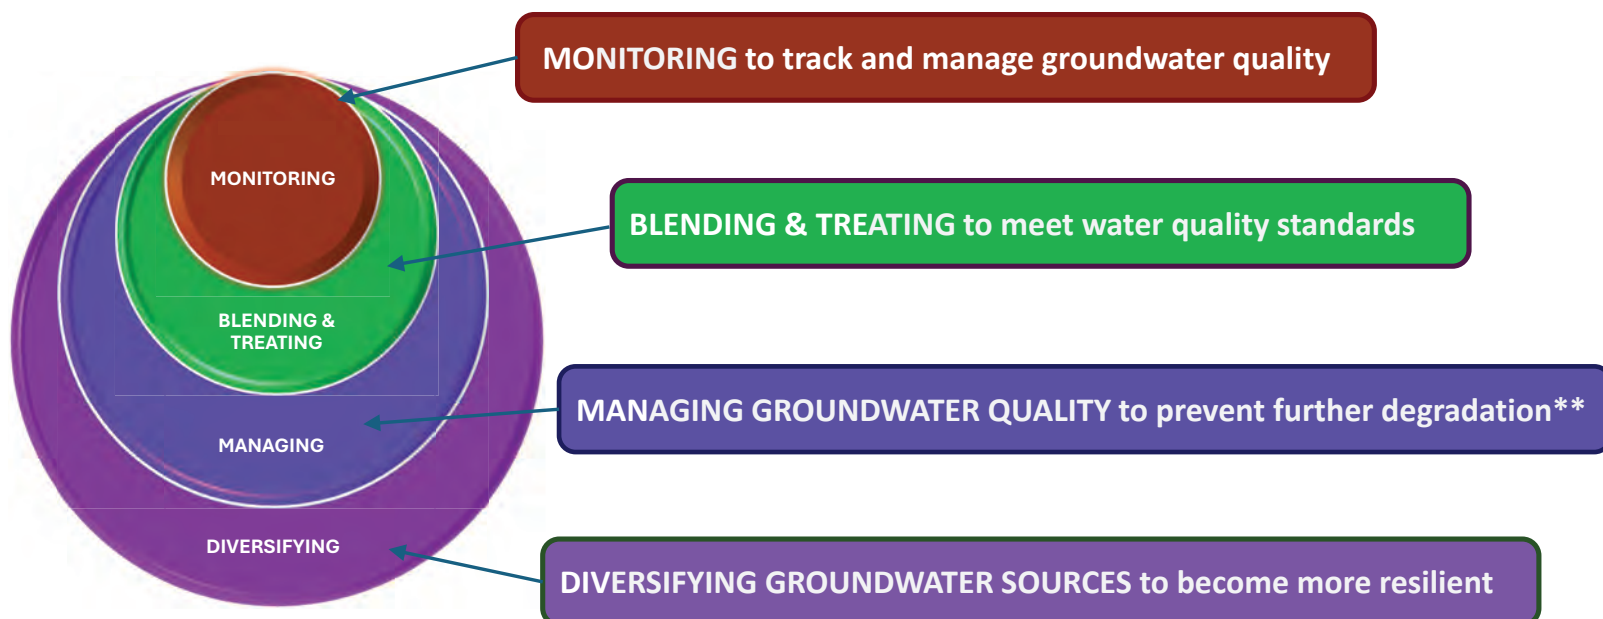 MONITORING to track and manage groundwater quality
MONITORING
BLENDING & TREATING to meet water quality standards
BLENDING &
TREATING
MANAGING GROUNDWATER QUALITY to prevent further degradation**
MANAGING
DIVERSIFYING
DIVERSIFYING GROUNDWATER SOURCES to become more resilient